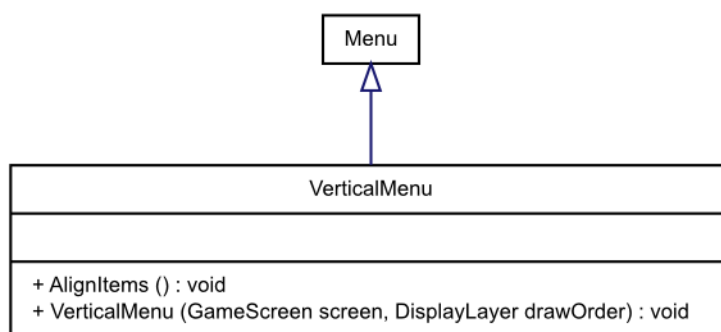 Menu
VerticalMenu
+ AlignItems () : void
+ VerticalMenu (GameScreen screen, DisplayLayer drawOrder) : void